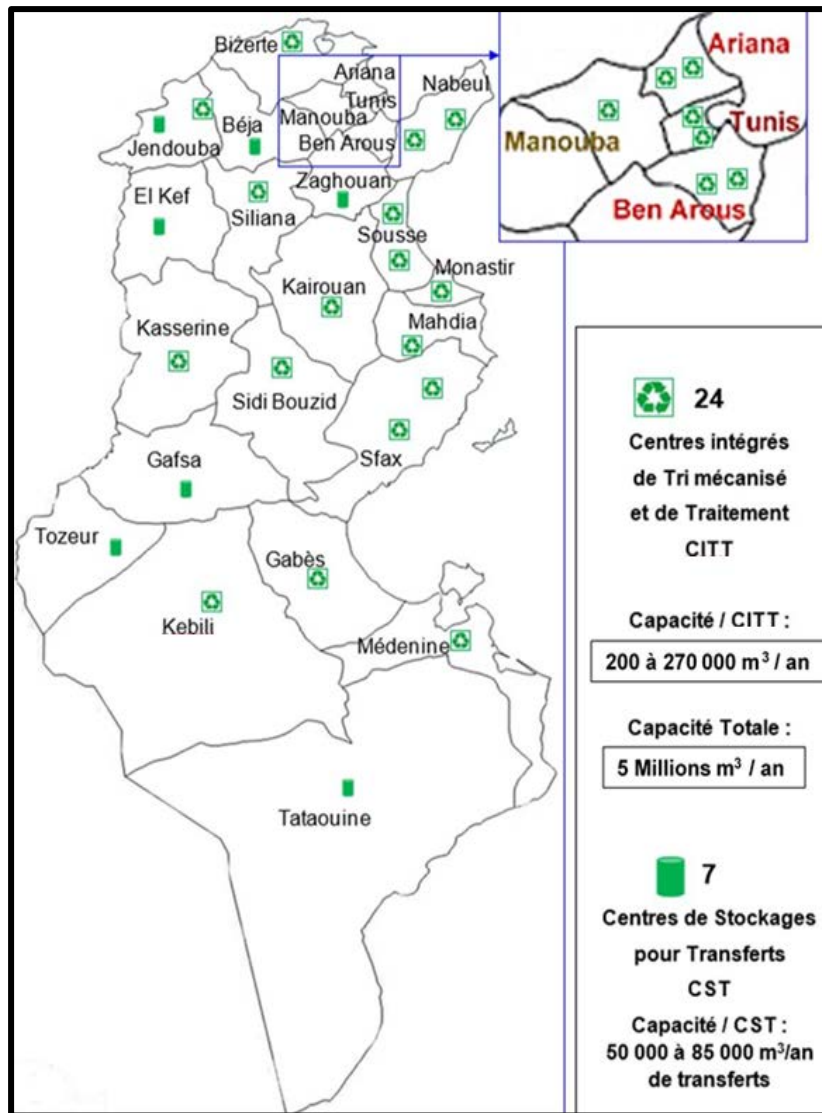 Bizerte
Ariana
Nabeul
Tunis
Manouba
Béja
Jendouba
Ben Arous
Zaghouan
El Kef
Siliana
Sousse
Monastir
Kairouan
Kasserine
Mahdia
Sidi Bouzid
Sfax
Gafsa
Tozeur
Gabès
Kebili
Médenine
Tataouine
Ariana
Manouba
Tunis
Ben Arous
24
Centres intégrés
de Tri mécanisé
et de Traitement
CITT
Capacité / CITT :
200 à 270 000 m³ / an
Capacité Totale :
5 Millions m³ / an
7
Centres de Stockages
pour Transferts
CST
Capacité / CST :
50 000 à 85 000 m³/an
de transferts